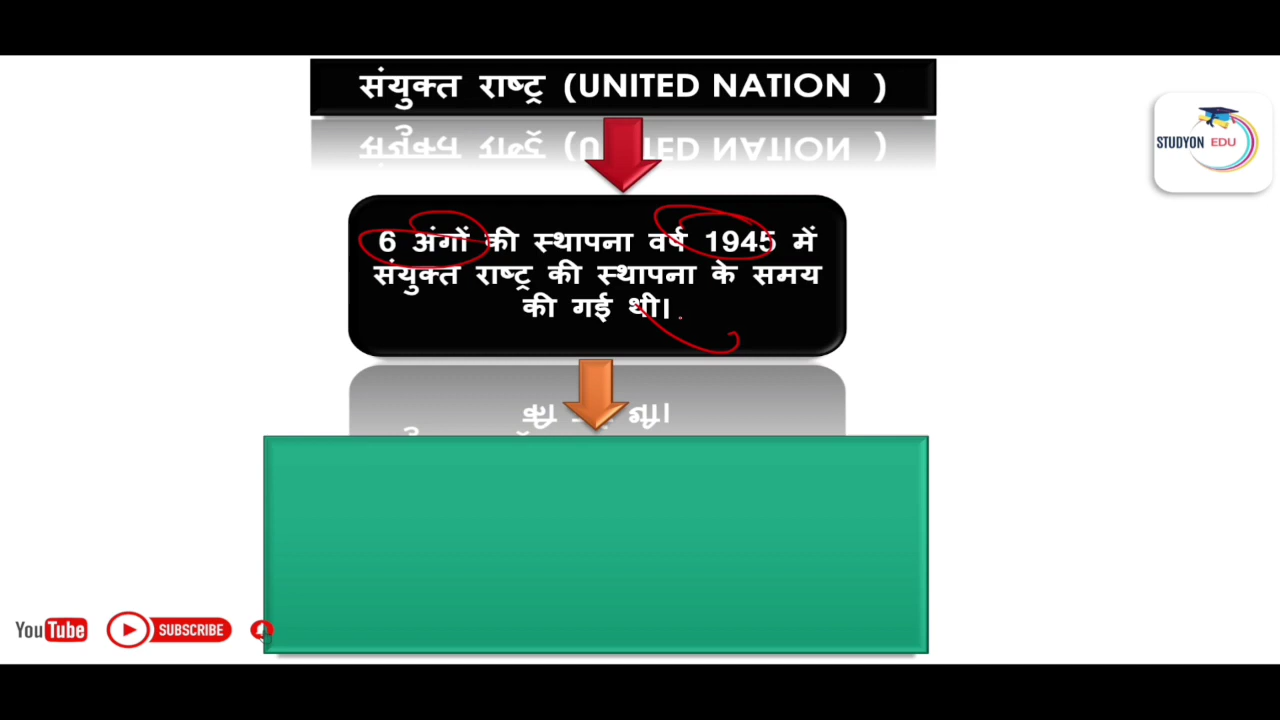 संयुक्त राष्ट्र (UNITED NATION )
STUDYON EDU
6 अंगों की स्थापना वर्ष 1945 में
संयुक्त राष्ट्र की स्थापना के समय
की गई थी।
YouTube
SUBSCRIBE